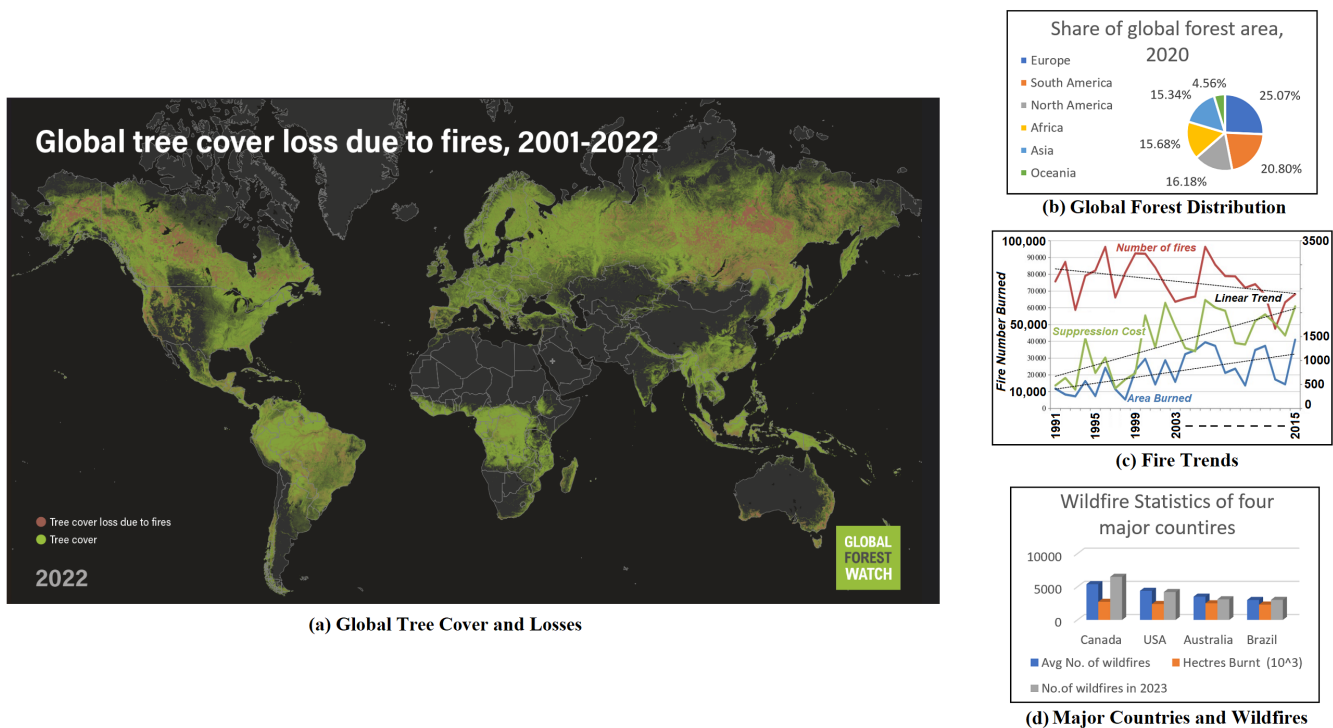 Global tree cover loss due to fires, 2001-2022
Tree cover loss due to fires
Tree cover
2022
GLOBAL
FOREST
WATCH
(a) Global Tree Cover and Losses
Share of global forest area,
2020
Europe
South America
North America
Africa
Asia
Oceania
4.56%
15.34%
25.07%
15.68%
20.80%
16.18%
(b) Global Forest Distribution
Fire Number Burned
100,000
90000
80000
70000
60000
50,000
40000
30000
20000
10,000
0
3500
1500
1000
500
0
Number of fires
Linear Trend
Suppression Cost
Area Burned
1991
1995
1999
2003
2015
(c) Fire Trends
Wildfire Statistics of four
major countires
10000
5000
0
Canada
USA
Australia
Brazil
Avg No. of wildfires
Hectres Burnt (10^3)
No.of wildfires in 2023
(d) Major Countries and Wildfires